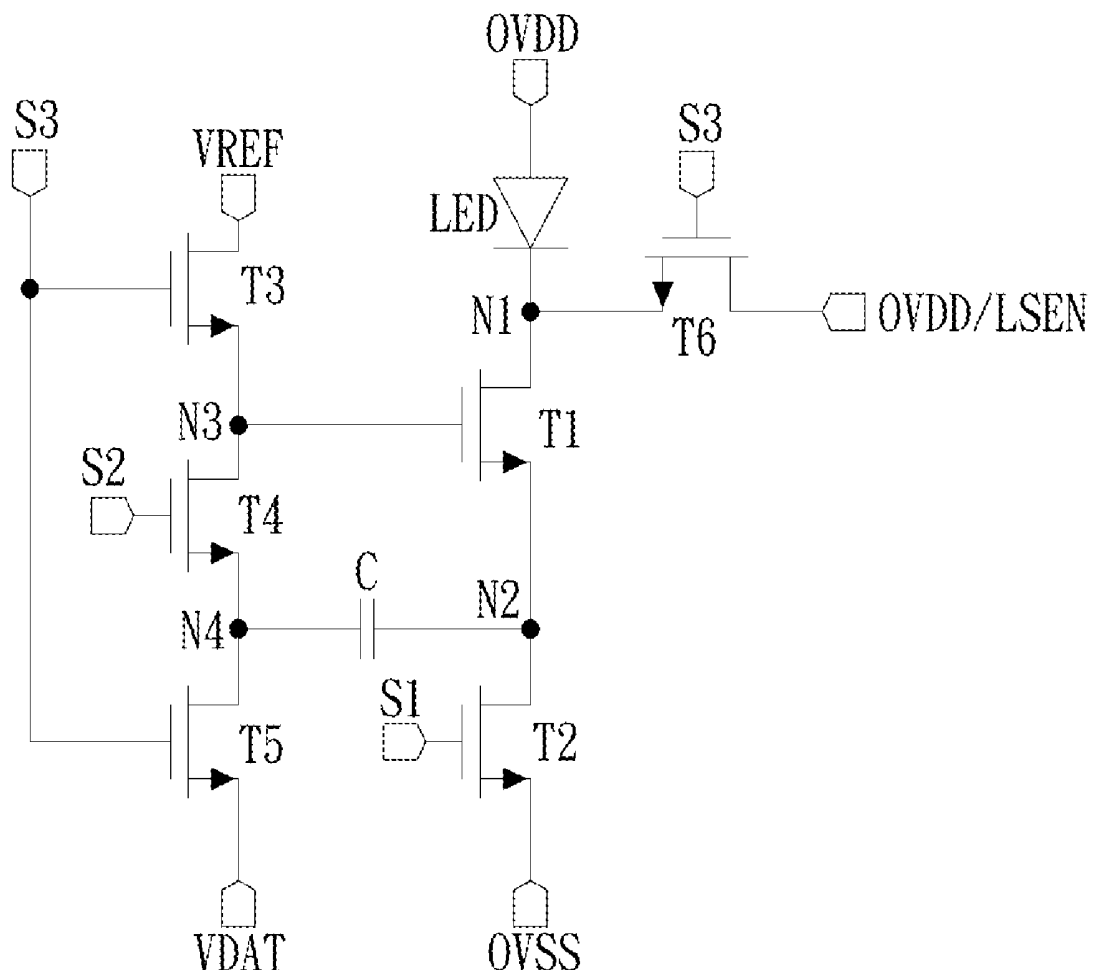 OVDD
S3
S3
VREF
LED
T3
N1
T6
OVDD/LSEN
N3
T1
S2
T4
C
N2
N4
S1
T5
T2
VDAT
OVSS